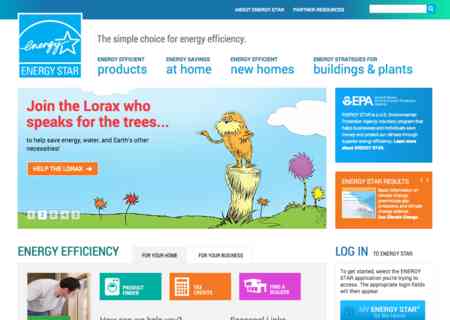 ABOUT ENERGY STAR PARTNER RESOURCES
energy
ENERGY STAR
The simple choice for energy efficiency.
ENERGY EFFICIENT
products
ENERGY SAVINGS
at home
ENERGY EFFICIENT
new homes
ENERGY STRATEGIES FOR
buildings & plants
Join the Lorax who
speaks for the trees...
to help save energy, water, and Earth's other
necessities!
HELP THE LORAX
1 2 3 4 5
EPA
ENERGY STAR is a U.S. Environmental
Protection Agency voluntary program that
helps businesses and individuals save
money and protect our climate through
superior energy efficiency. Learn more
about ENERGY STAR.
ENERGY STAR RESULTS
ENERGY EFFICIENCY
FOR YOUR HOME
FOR YOUR BUSINESS
PRODUCT
FINDER
TAX
CREDITS
FIND A
DEALER
How can we help you?
Seasonal Links
LOG IN TO ENERGY STAR
To get started, select the ENERGY
STAR application you're trying to
access. The appropriate login fields
will then appear
MY ENERGY STAR